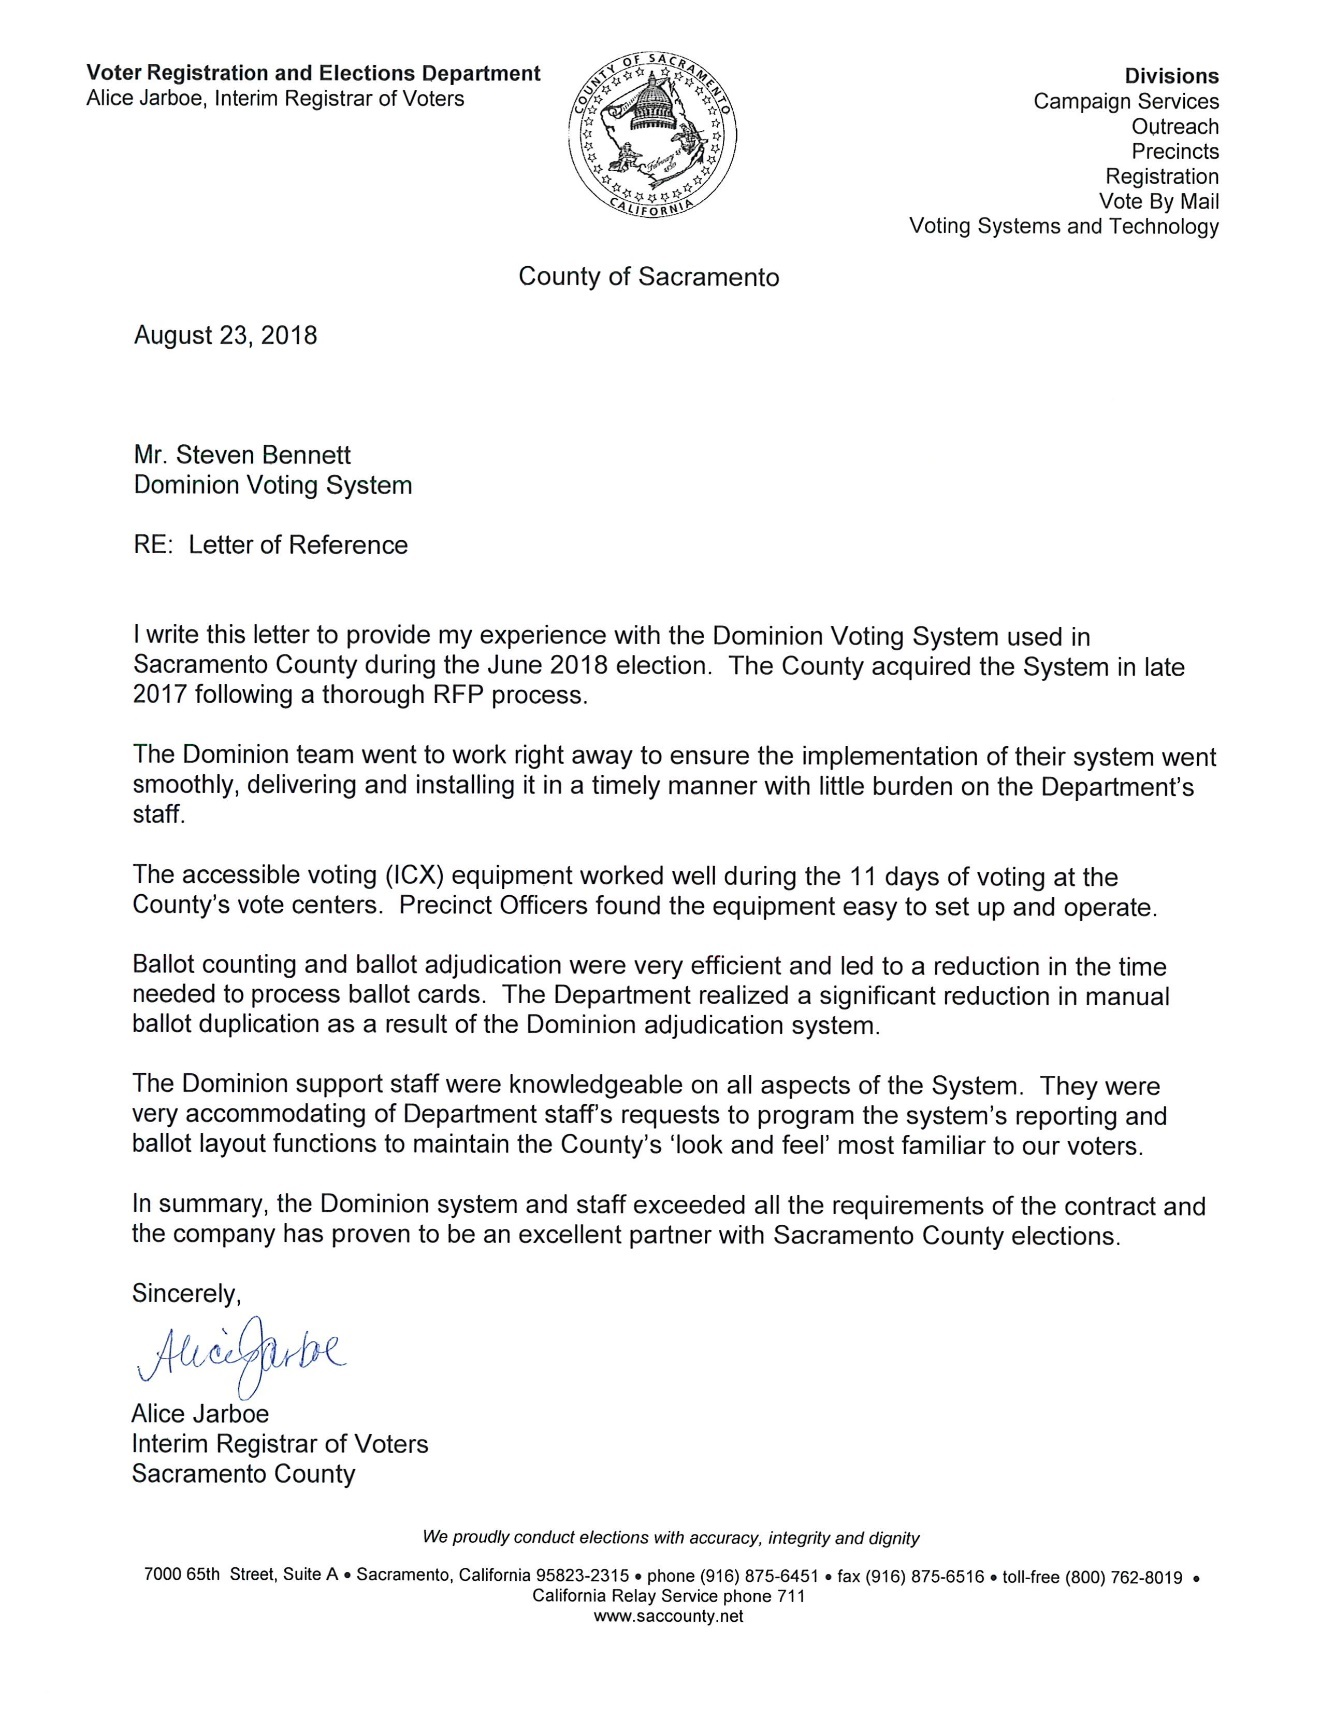 Voter Registration and Elections Department
Alice Jarboe, Interim Registrar of Voters
COUNTY OF SACRAMENTO
CALIFORNIA
Divisions
Campaign Services
Outreach
Precincts
Registration
Vote By Mail
Voting Systems and Technology
County of Sacramento
August 23, 2018
Mr. Steven Bennett
Dominion Voting System
RE: Letter of Reference
I write this letter to provide my experience with the Dominion Voting System used in
Sacramento County during the June 2018 election. The County acquired the System in late
2017 following a thorough RFP process.
The Dominion team went to work right away to ensure the implementation of their system went
smoothly, delivering and installing it in a timely manner with little burden on the Department's
staff.
The accessible voting (ICX) equipment worked well during the 11 days of voting at the
County's vote centers. Precinct Officers found the equipment easy to set up and operate.
Ballot counting and ballot adjudication were very efficient and led to a reduction in the time
needed to process ballot cards. The Department realized a significant reduction in manual
ballot duplication as a result of the Dominion adjudication system.
The Dominion support staff were knowledgeable on all aspects of the System. They were
very accommodating of Department staff's requests to program the system's reporting and
ballot layout functions to maintain the County's 'look and feel' most familiar to our voters.
In summary, the Dominion system and staff exceeded all the requirements of the contract and
the company has proven to be an excellent partner with Sacramento County elections.
Sincerely,
Alice Jarboe
Alice Jarboe
Interim Registrar of Voters
Sacramento County
We proudly conduct elections with accuracy, integrity and dignity
7000 65th Street, Suite A • Sacramento, California 95823-2315 • phone (916) 875-6451 • fax (916) 875-6516 • toll-free (800) 762-8019 •
California Relay Service phone 711
www.saccounty.net